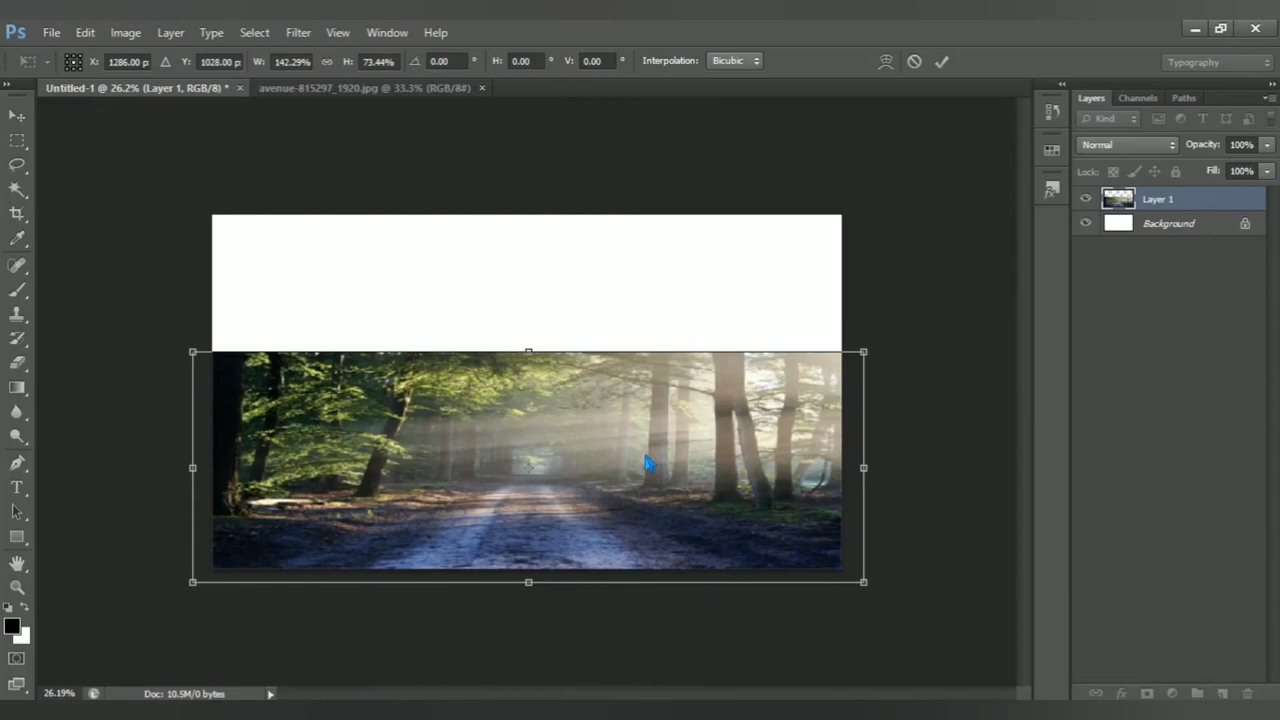 Ps File Edit Image Layer Type Select Filter View Window Help
X: 1286.00 p: Y: 1028.00 p: W: 142.29% H: 73.44% 0.00 ° H: 0.00 ° V: 0.00 ° Interpolation: Bicubic Typography
Untitled-1 @ 26.2% (Layer 1, RGB/8) * × avenue-815297_1920.jpg @ 33.3% (RGB/8#) ×
Layers Channels Paths
Kind
Normal Opacity: 100%
Lock: Fill: 100%
Layer 1
Background
26.19% Doc: 10.5M/0 bytes